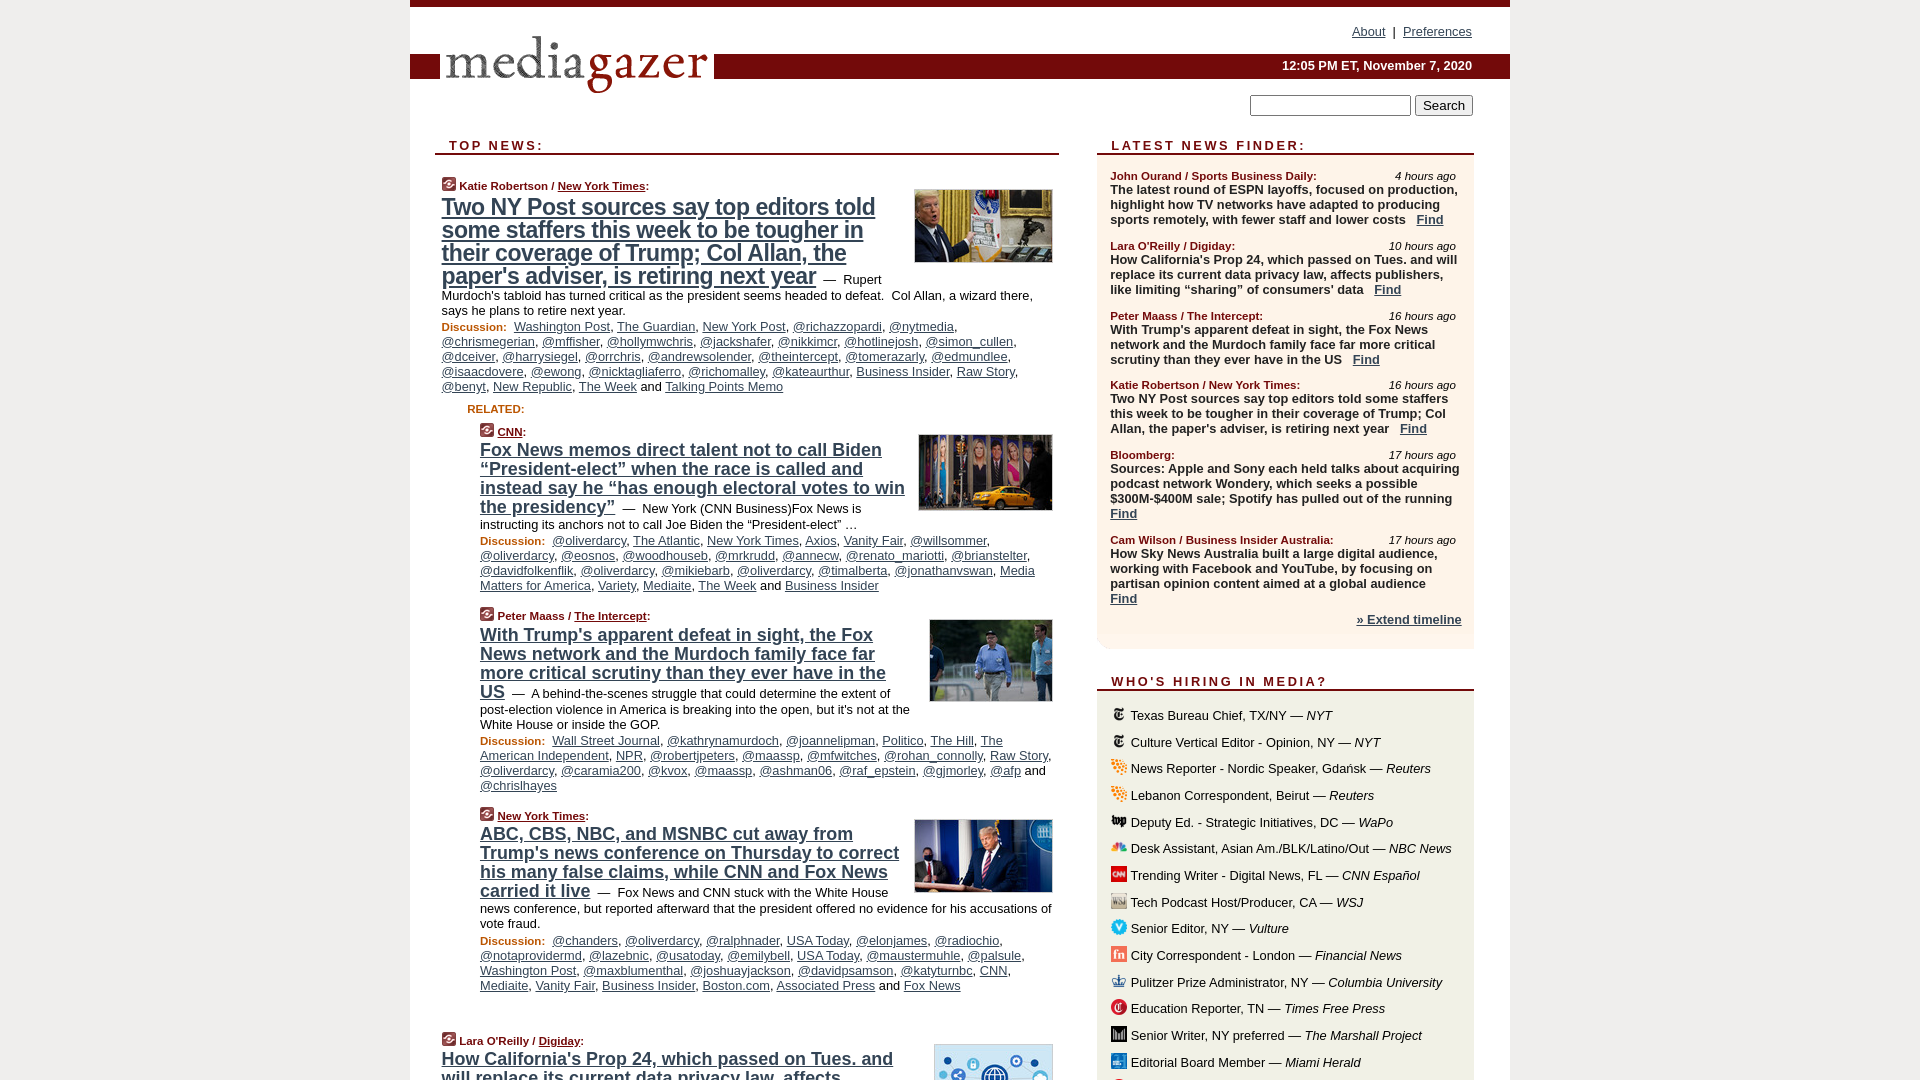 About | Preferences
mediagazer
12:05 PM ET, November 7, 2020
Search
TOP NEWS:
Katie Robertson / New York Times:
Two NY Post sources say top editors told
some staffers this week to be tougher in
their coverage of Trump; Col Allan, the
paper's adviser, is retiring next year — Rupert
Murdoch's tabloid has turned critical as the president seems headed to defeat. Col Allan, a wizard there,
says he plans to retire next year.
Discussion: Washington Post, The Guardian, New York Post, @richazzopardi, @nytmedia,
@chrismegerian, @mffisher, @hollymwchris, @jackshafer, @nikkimcr, @hotlinejosh, @simon_cullen,
@dceiver, @harrysiegel, @orrchris, @andrewsolender, @theintercept, @tomerazarly, @edmundlee,
@isaacdovere, @ewong, @nicktagliaferro, @richomalley, @kateaurthur, Business Insider, Raw Story,
@benyt, New Republic, The Week and Talking Points Memo
RELATED:
CNN:
Fox News memos direct talent not to call Biden
“President-elect” when the race is called and
instead say he “has enough electoral votes to win
the presidency” — New York (CNN Business)Fox News is
instructing its anchors not to call Joe Biden the “President-elect” …
Discussion: @oliverdarcy, The Atlantic, New York Times, Axios, Vanity Fair, @willsommer,
@oliverdarcy, @eosnos, @woodhouseb, @mrkrudd, @annecw, @renato_mariotti, @brianstelter,
@davidfolkenflik, @oliverdarcy, @mikiebarb, @oliverdarcy, @timalberta, @jonathanvswan, Media
Matters for America, Variety, Mediaite, The Week and Business Insider
Peter Maass / The Intercept:
With Trump's apparent defeat in sight, the Fox
News network and the Murdoch family face far
more critical scrutiny than they ever have in the
US — A behind-the-scenes struggle that could determine the extent of
post-election violence in America is breaking into the open, but it's not at the
White House or inside the GOP.
Discussion: Wall Street Journal, @kathrynamurdoch, @joannelipman, Politico, The Hill, The
American Independent, NPR, @robertjpeters, @maassp, @mfwitches, @rohan_connolly, Raw Story,
@oliverdarcy, @caramia200, @kvox, @maassp, @ashman06, @raf_epstein, @gjmorley, @afp and
@chrislhayes
New York Times:
ABC, CBS, NBC, and MSNBC cut away from
Trump's news conference on Thursday to correct
his many false claims, while CNN and Fox News
carried it live — Fox News and CNN stuck with the White House
news conference, but reported afterward that the president offered no evidence for his accusations of
vote fraud.
Discussion: @chanders, @oliverdarcy, @ralphnader, USA Today, @elonjames, @radiochio,
@notaprovidermd, @lazebnic, @usatoday, @emilybell, USA Today, @maustermuhle, @palsule,
Washington Post, @maxblumenthal, @joshuayjackson, @davidpsamson, @katyturnbc, CNN,
Mediaite, Vanity Fair, Business Insider, Boston.com, Associated Press and Fox News
Lara O'Reilly / Digiday:
How California's Prop 24, which passed on Tues. and
will replace its current data privacy law, affects
LATEST NEWS FINDER:
John Ourand / Sports Business Daily: 4 hours ago
The latest round of ESPN layoffs, focused on production,
highlight how TV networks have adapted to producing
sports remotely, with fewer staff and lower costs Find
Lara O'Reilly / Digiday: 10 hours ago
How California's Prop 24, which passed on Tues. and will
replace its current data privacy law, affects publishers,
like limiting “sharing” of consumers' data Find
Peter Maass / The Intercept: 16 hours ago
With Trump's apparent defeat in sight, the Fox News
network and the Murdoch family face far more critical
scrutiny than they ever have in the US Find
Katie Robertson / New York Times: 16 hours ago
Two NY Post sources say top editors told some staffers
this week to be tougher in their coverage of Trump; Col
Allan, the paper's adviser, is retiring next year Find
Bloomberg: 17 hours ago
Sources: Apple and Sony each held talks about acquiring
podcast network Wondery, which seeks a possible
$300M-$400M sale; Spotify has pulled out of the running
Find
Cam Wilson / Business Insider Australia: 17 hours ago
How Sky News Australia built a large digital audience,
working with Facebook and YouTube, by focusing on
partisan opinion content aimed at a global audience
Find
» Extend timeline
WHO'S HIRING IN MEDIA?
Texas Bureau Chief, TX/NY — NYT
Culture Vertical Editor - Opinion, NY — NYT
News Reporter - Nordic Speaker, Gdańsk — Reuters
Lebanon Correspondent, Beirut — Reuters
Deputy Ed. - Strategic Initiatives, DC — WaPo
Desk Assistant, Asian Am./BLK/Latino/Out — NBC News
Trending Writer - Digital News, FL — CNN Español
Tech Podcast Host/Producer, CA — WSJ
Senior Editor, NY — Vulture
City Correspondent - London — Financial News
Pulitzer Prize Administrator, NY — Columbia University
Education Reporter, TN — Times Free Press
Senior Writer, NY preferred — The Marshall Project
Editorial Board Member — Miami Herald